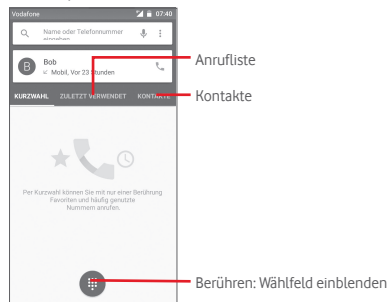 Vodafone 07:40
Name oder Telefonnummer
eingeben
B Bob
Mobil, Vor 23 Stunden
Anrufliste
KURZWAHL ZULETZT VERWENDET KONTAKTE
Kontakte
Per Kurzwahl können Sie mit nur einer Berührung
Favoriten und häufig genutzte
Nummern anrufen.
Berühren: Wählfeld einblenden